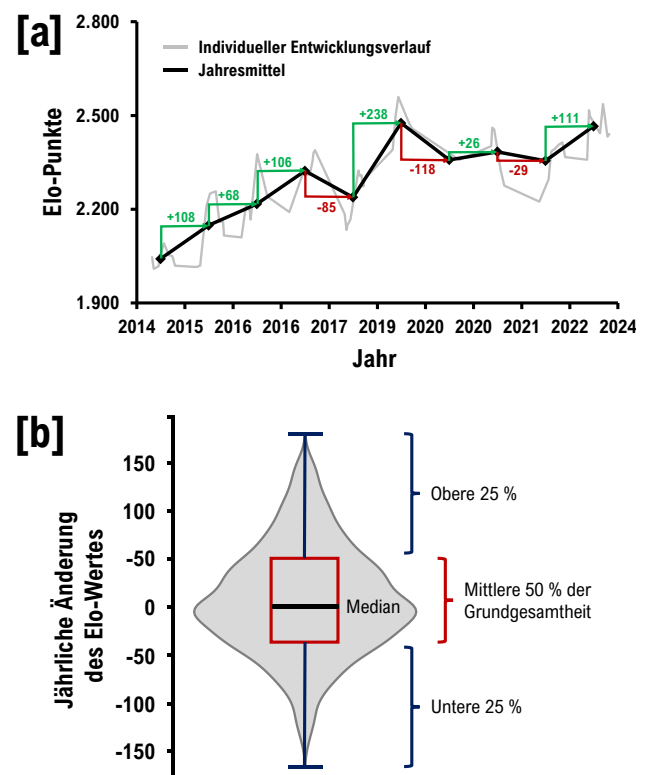 [a]
2.800
2.500
2.200
1.900
Elo-Punkte
Individueller Entwicklungsverlauf
Jahresmittel
+108
+68
+106
-85
+238
-118
+26
-29
+111
2014 2015 2016 2016 2017 2019 2020 2020 2021 2022 2024
Jahr
[b]
Jährliche Änderung
des Elo-Wertes
150
100
-50
0
-50
-100
-150
Median
Obere 25 %
Mittlere 50 % der
Grundgesamtheit
Untere 25 %